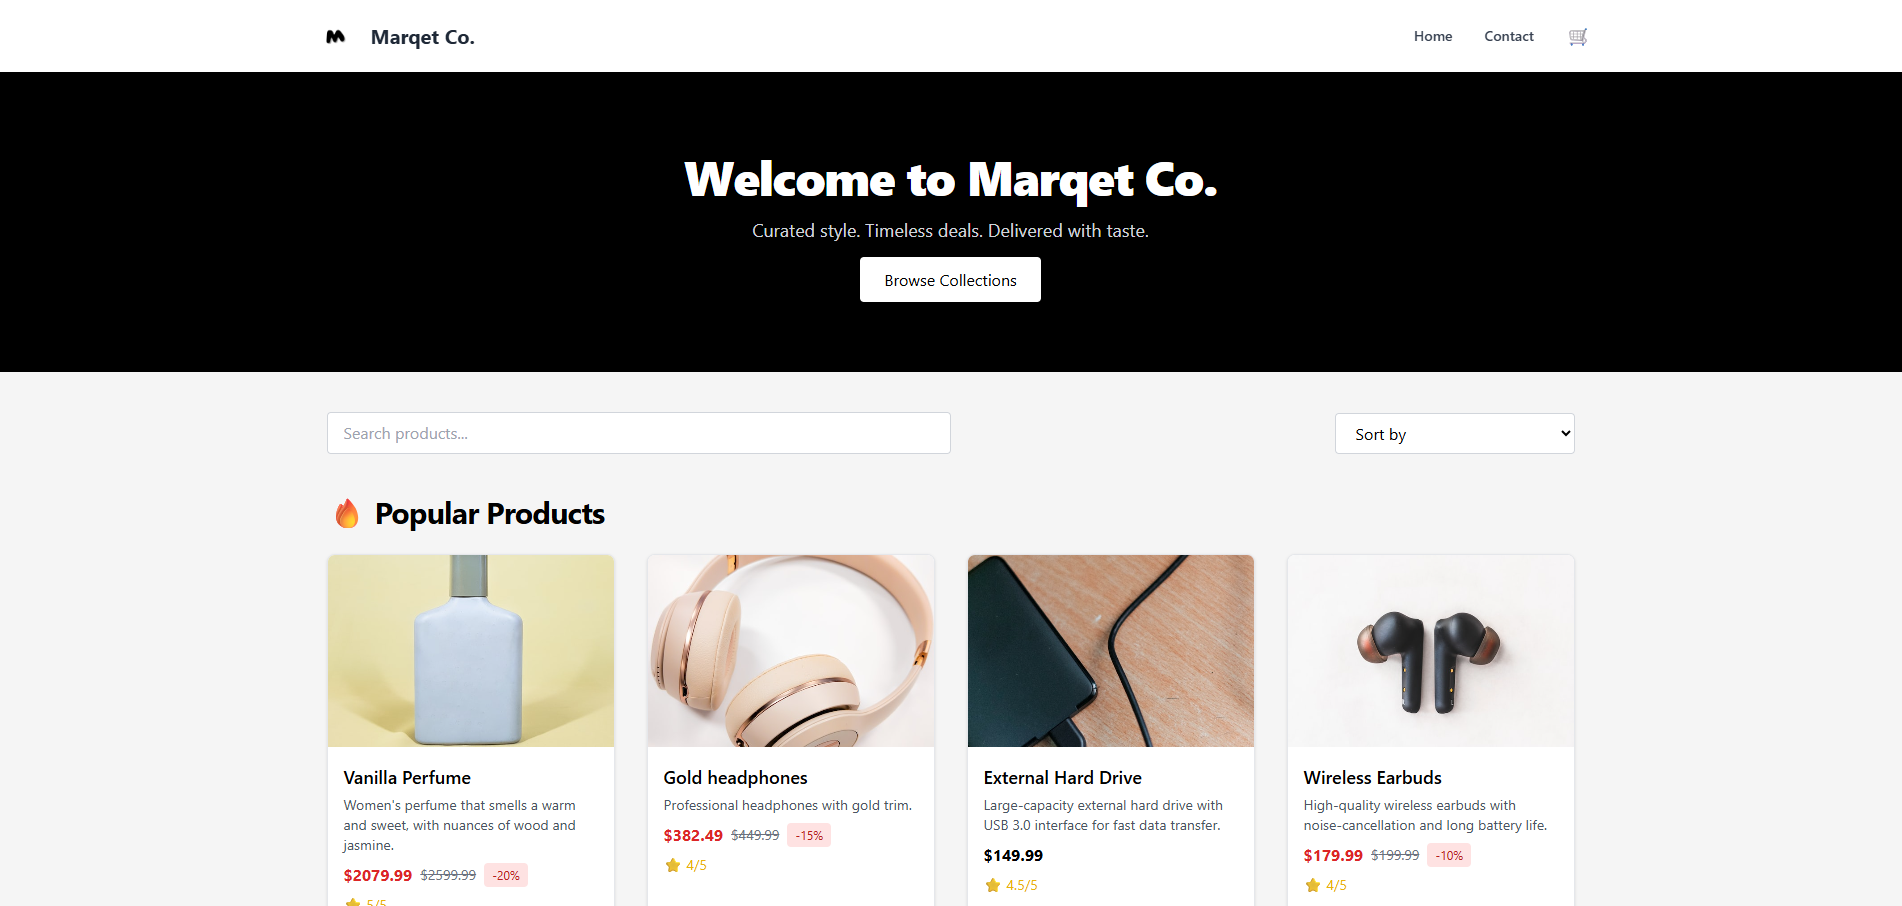 Marqet Co.
Home
Contact
Welcome to Marqet Co.
Curated style. Timeless deals. Delivered with taste.
Browse Collections
Search products...
Sort by
Popular Products
Vanilla Perfume
Women's perfume that smells a warm
and sweet, with nuances of wood and
jasmine.
$2079.99 $2599.99 -20%
5/5
Gold headphones
Professional headphones with gold trim.
$382.49 $449.99 -15%
4/5
External Hard Drive
Large-capacity external hard drive with
USB 3.0 interface for fast data transfer.
$149.99
4.5/5
Wireless Earbuds
High-quality wireless earbuds with
noise-cancellation and long battery life.
$179.99 $199.99 -10%
4/5